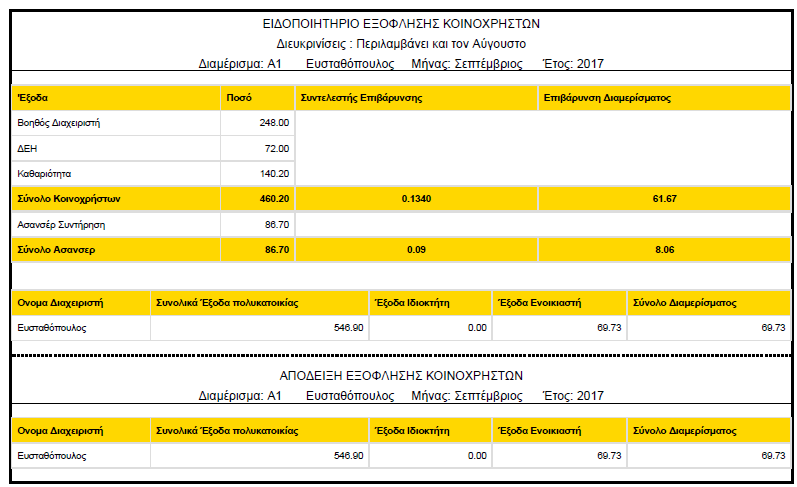 ΕΙΔΟΠΟΙΗΤΗΡΙΟ ΕΞΟΦΛΗΣΗΣ ΚΟΙΝΟΧΡΗΣΤΩΝ
Διευκρινίσεις : Περιλαμβάνει και τον Αύγουστο
Διαμέρισμα: A1 Ευσταθόπουλος Μήνας: Σεπτέμβριος Έτος: 2017
Έξοδα Ποσό Συντελεστής Επιβάρυνσης Επιβάρυνση Διαμερίσματος
Βοηθός Διαχειριστή 248.00
ΔΕΗ 72.00
Καθαριότητα 140.20
Σύνολο Κοινοχρήστων 460.20 0.1340 61.67
Ασανσέρ Συντήρηση 86.70
Σύνολο Ασανσερ 86.70 0.09 8.06
Ονομα Διαχειριστή Συνολικά Έξοδα πολυκατοικίας Έξοδα Ιδιοκτήτη Έξοδα Ενοικιαστή Σύνολο Διαμερίσματος
Ευσταθόπουλος 546.90 0.00 69.73 69.73
ΑΠΟΔΕΙΞΗ ΕΞΟΦΛΗΣΗΣ ΚΟΙΝΟΧΡΗΣΤΩΝ
Διαμέρισμα: A1 Ευσταθόπουλος Μήνας: Σεπτέμβριος Έτος: 2017
Ονομα Διαχειριστή Συνολικά Έξοδα πολυκατοικίας Έξοδα Ιδιοκτήτη Έξοδα Ενοικιαστή Σύνολο Διαμερίσματος
Ευσταθόπουλος 546.90 0.00 69.73 69.73